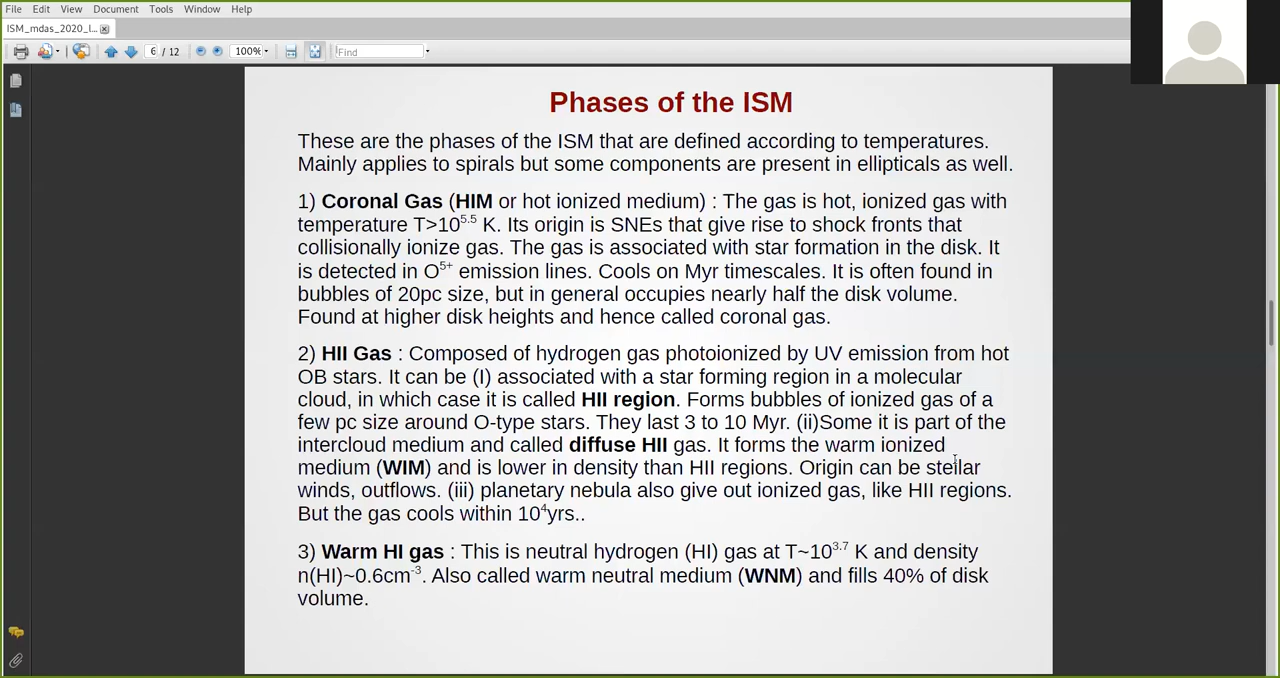 File Edit View Document Tools Window Help
ISM_mdas_2020_l...
6 / 12 100% Find
Phases of the ISM
These are the phases of the ISM that are defined according to temperatures.
Mainly applies to spirals but some components are present in ellipticals as well.
1) Coronal Gas (HIM or hot ionized medium) : The gas is hot, ionized gas with
temperature T>10^5.5 K. Its origin is SNEs that give rise to shock fronts that
collisionally ionize gas. The gas is associated with star formation in the disk. It
is detected in O^5+ emission lines. Cools on Myr timescales. It is often found in
bubbles of 20pc size, but in general occupies nearly half the disk volume.
Found at higher disk heights and hence called coronal gas.
2) HII Gas : Composed of hydrogen gas photoionized by UV emission from hot
OB stars. It can be (I) associated with a star forming region in a molecular
cloud, in which case it is called HII region. Forms bubbles of ionized gas of a
few pc size around O-type stars. They last 3 to 10 Myr. (ii)Some it is part of the
intercloud medium and called diffuse HII gas. It forms the warm ionized
medium (WIM) and is lower in density than HII regions. Origin can be stellar
winds, outflows. (iii) planetary nebula also give out ionized gas, like HII regions.
But the gas cools within 10^4yrs..
3) Warm HI gas : This is neutral hydrogen (HI) gas at T~10^3.7 K and density
n(HI)~0.6cm^-3. Also called warm neutral medium (WNM) and fills 40% of disk
volume.